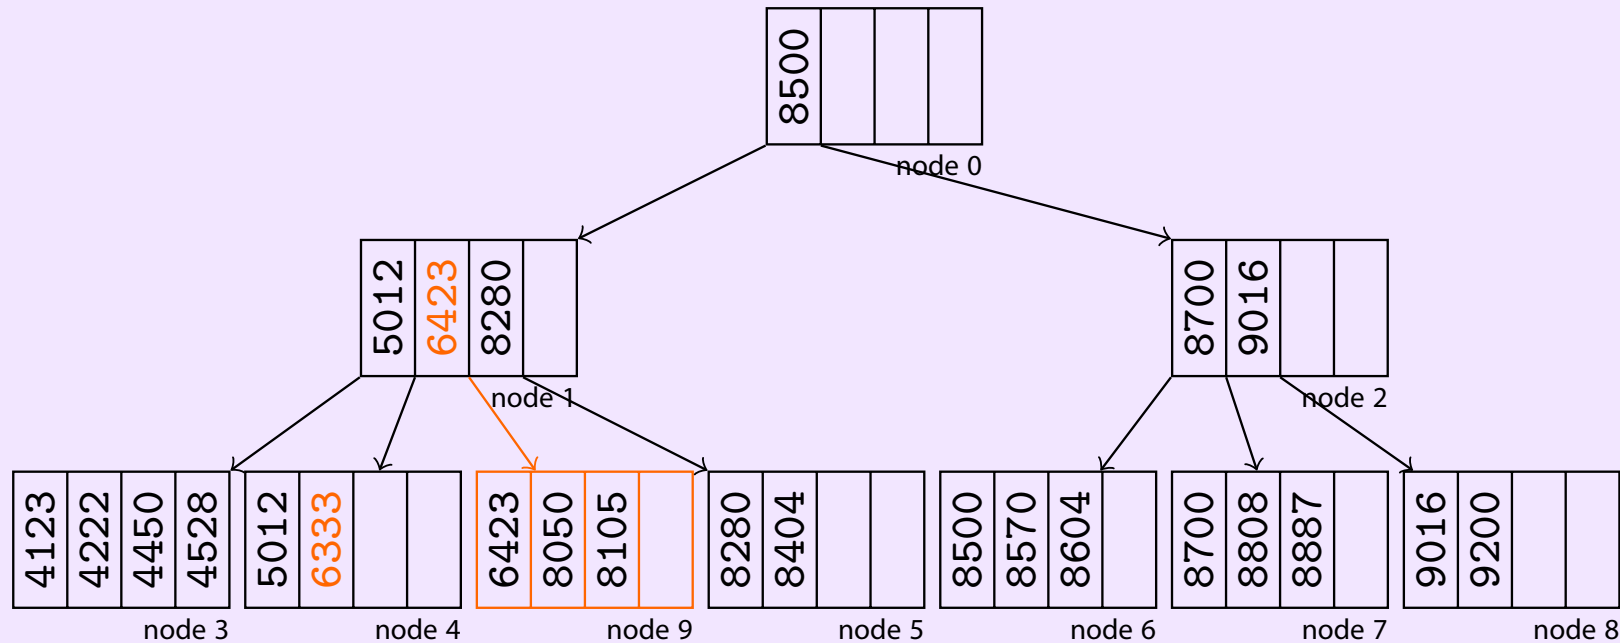 8500
node 0
5012 6423 8280
node 1
8700 9016
node 2
4123 4222 4450 4528
node 3
5012 6333
node 4
6423 8050 8105
node 9
8280 8404
node 5
8500 8570 8604
node 6
8700 8808 8887
node 7
9016 9200
node 8